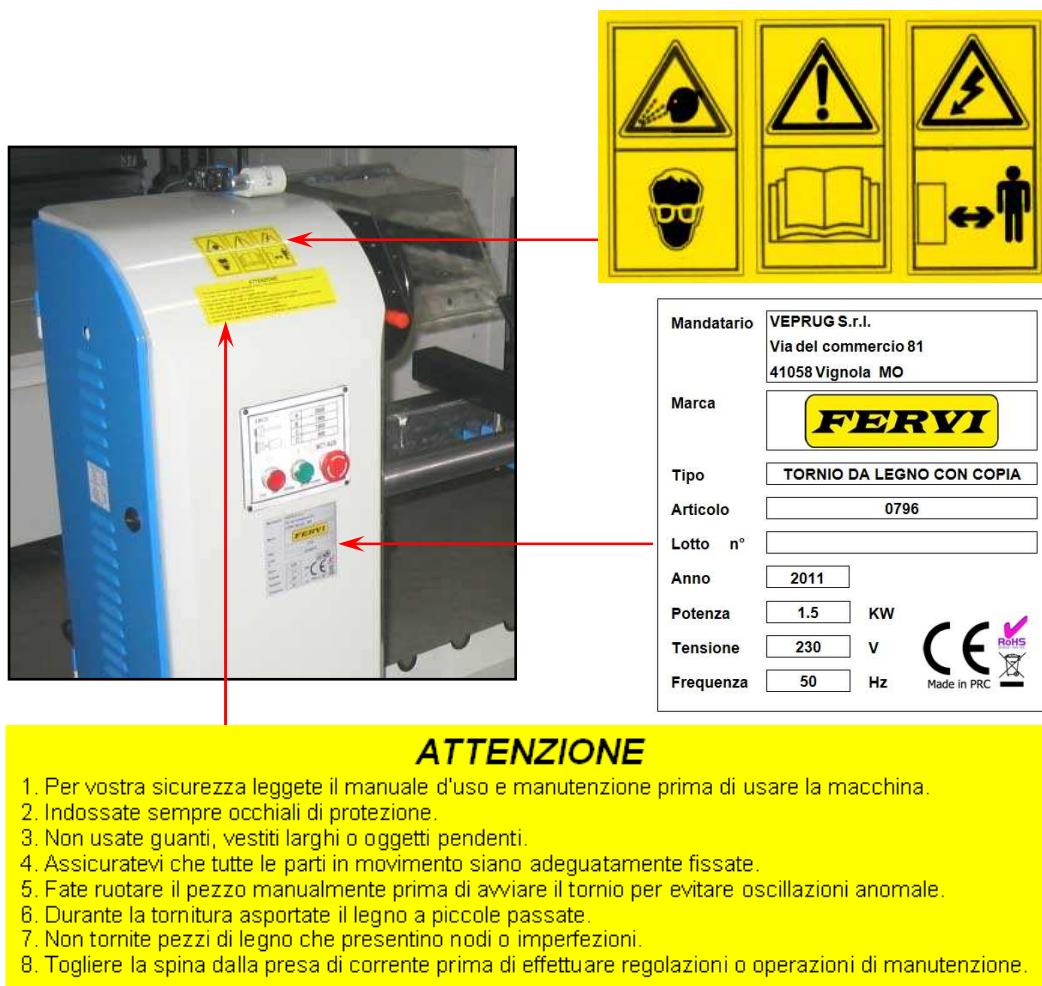 Mandatario
VEPRUG S.r.l.
Via del commercio 81
41058 Vignola MO
Marca
FERVI
Tipo
TORNIO DA LEGNO CON COPIA
Articolo
0796
Lotto n°
Anno
2011
Potenza
1.5 KW
Tensione
230 V
Frequenza
50 Hz
CE
RoHS
Made in PRC
ATTENZIONE
FERVI
CE
ATTENZIONE
1. Per vostra sicurezza leggete il manuale d'uso e manutenzione prima di usare la macchina.
2. Indossate sempre occhiali di protezione.
3. Non usate guanti, vestiti larghi o oggetti pendenti.
4. Assicuratevi che tutte le parti in movimento siano adeguatamente fissate.
5. Fate ruotare il pezzo manualmente prima di avviare il tornio per evitare oscillazioni anomale.
6. Durante la tornitura asportate il legno a piccole passate.
7. Non tornite pezzi di legno che presentino nodi o imperfezioni.
8. Togliere la spina dalla presa di corrente prima di effettuare regolazioni o operazioni di manutenzione.